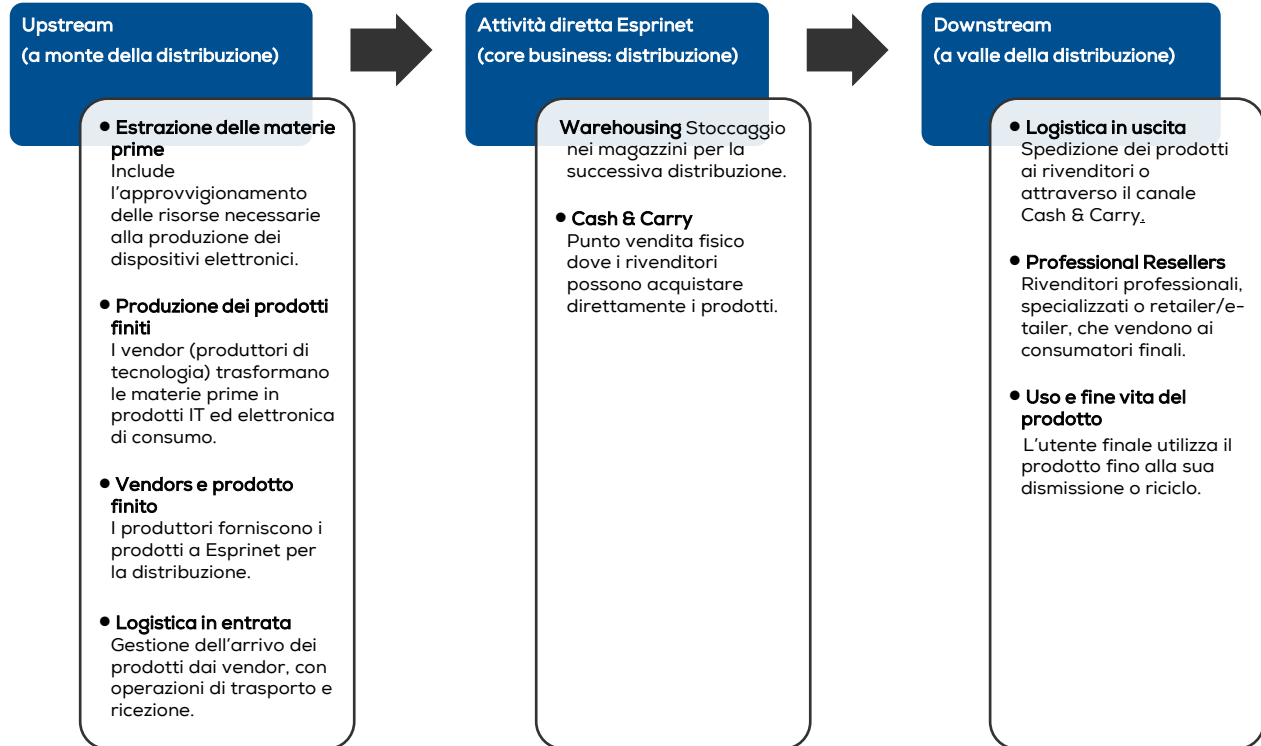 Upstream
(a monte della distribuzione)
• Estrazione delle materie
prime
Include
l'approvvigionamento
delle risorse necessarie
alla produzione dei
dispositivi elettronici.
• Produzione dei prodotti
finiti
I vendor (produttori di
tecnologia) trasformano
le materie prime in
prodotti IT ed elettronica
di consumo.
• Vendors e prodotto
finito
I produttori forniscono i
prodotti a Esprinet per
la distribuzione.
• Logistica in entrata
Gestione dell'arrivo dei
prodotti dai vendor, con
operazioni di trasporto e
ricezione.
Attività diretta Esprinet
(core business: distribuzione)
Warehousing Stoccaggio
nei magazzini per la
successiva distribuzione.
• Cash & Carry
Punto vendita fisico
dove i rivenditori
possono acquistare
direttamente i prodotti.
Downstream
(a valle della distribuzione)
• Logistica in uscita
Spedizione dei prodotti
ai rivenditori o
attraverso il canale
Cash & Carry.
• Professional Resellers
Rivenditori professionali,
specializzati o retailer/e-
tailer, che vendono ai
consumatori finali.
• Uso e fine vita del
prodotto
L'utente finale utilizza il
prodotto fino alla sua
dismissione o riciclo.